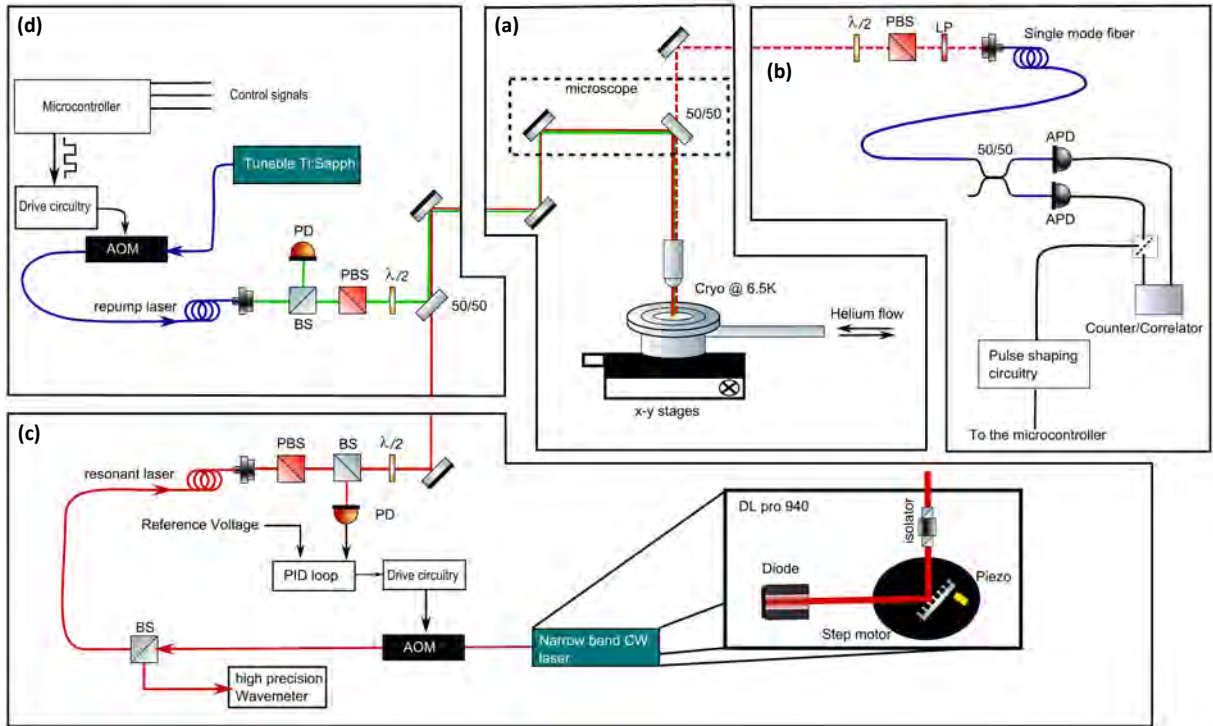 (d)
Microcontroller
Control signals
Tunable Ti:Sapph
Drive circuitry
AOM
repump laser
PD
BS
PBS
λ/2
50/50
(a)
microscope
50/50
Cryo @ 6.5K
Helium flow
x-y stages
(b)
λ/2
PBS
LP
Single mode fiber
50/50
APD
APD
Counter/Correlator
Pulse shaping
circuitry
To the microcontroller
(c)
resonant laser
PBS
BS
λ/2
PD
Reference Voltage
PID loop
Drive circuitry
AOM
BS
high precision
Wavemeter
Narrow band CW
laser
DL pro 940
isolator
Diode
Piezo
Step motor